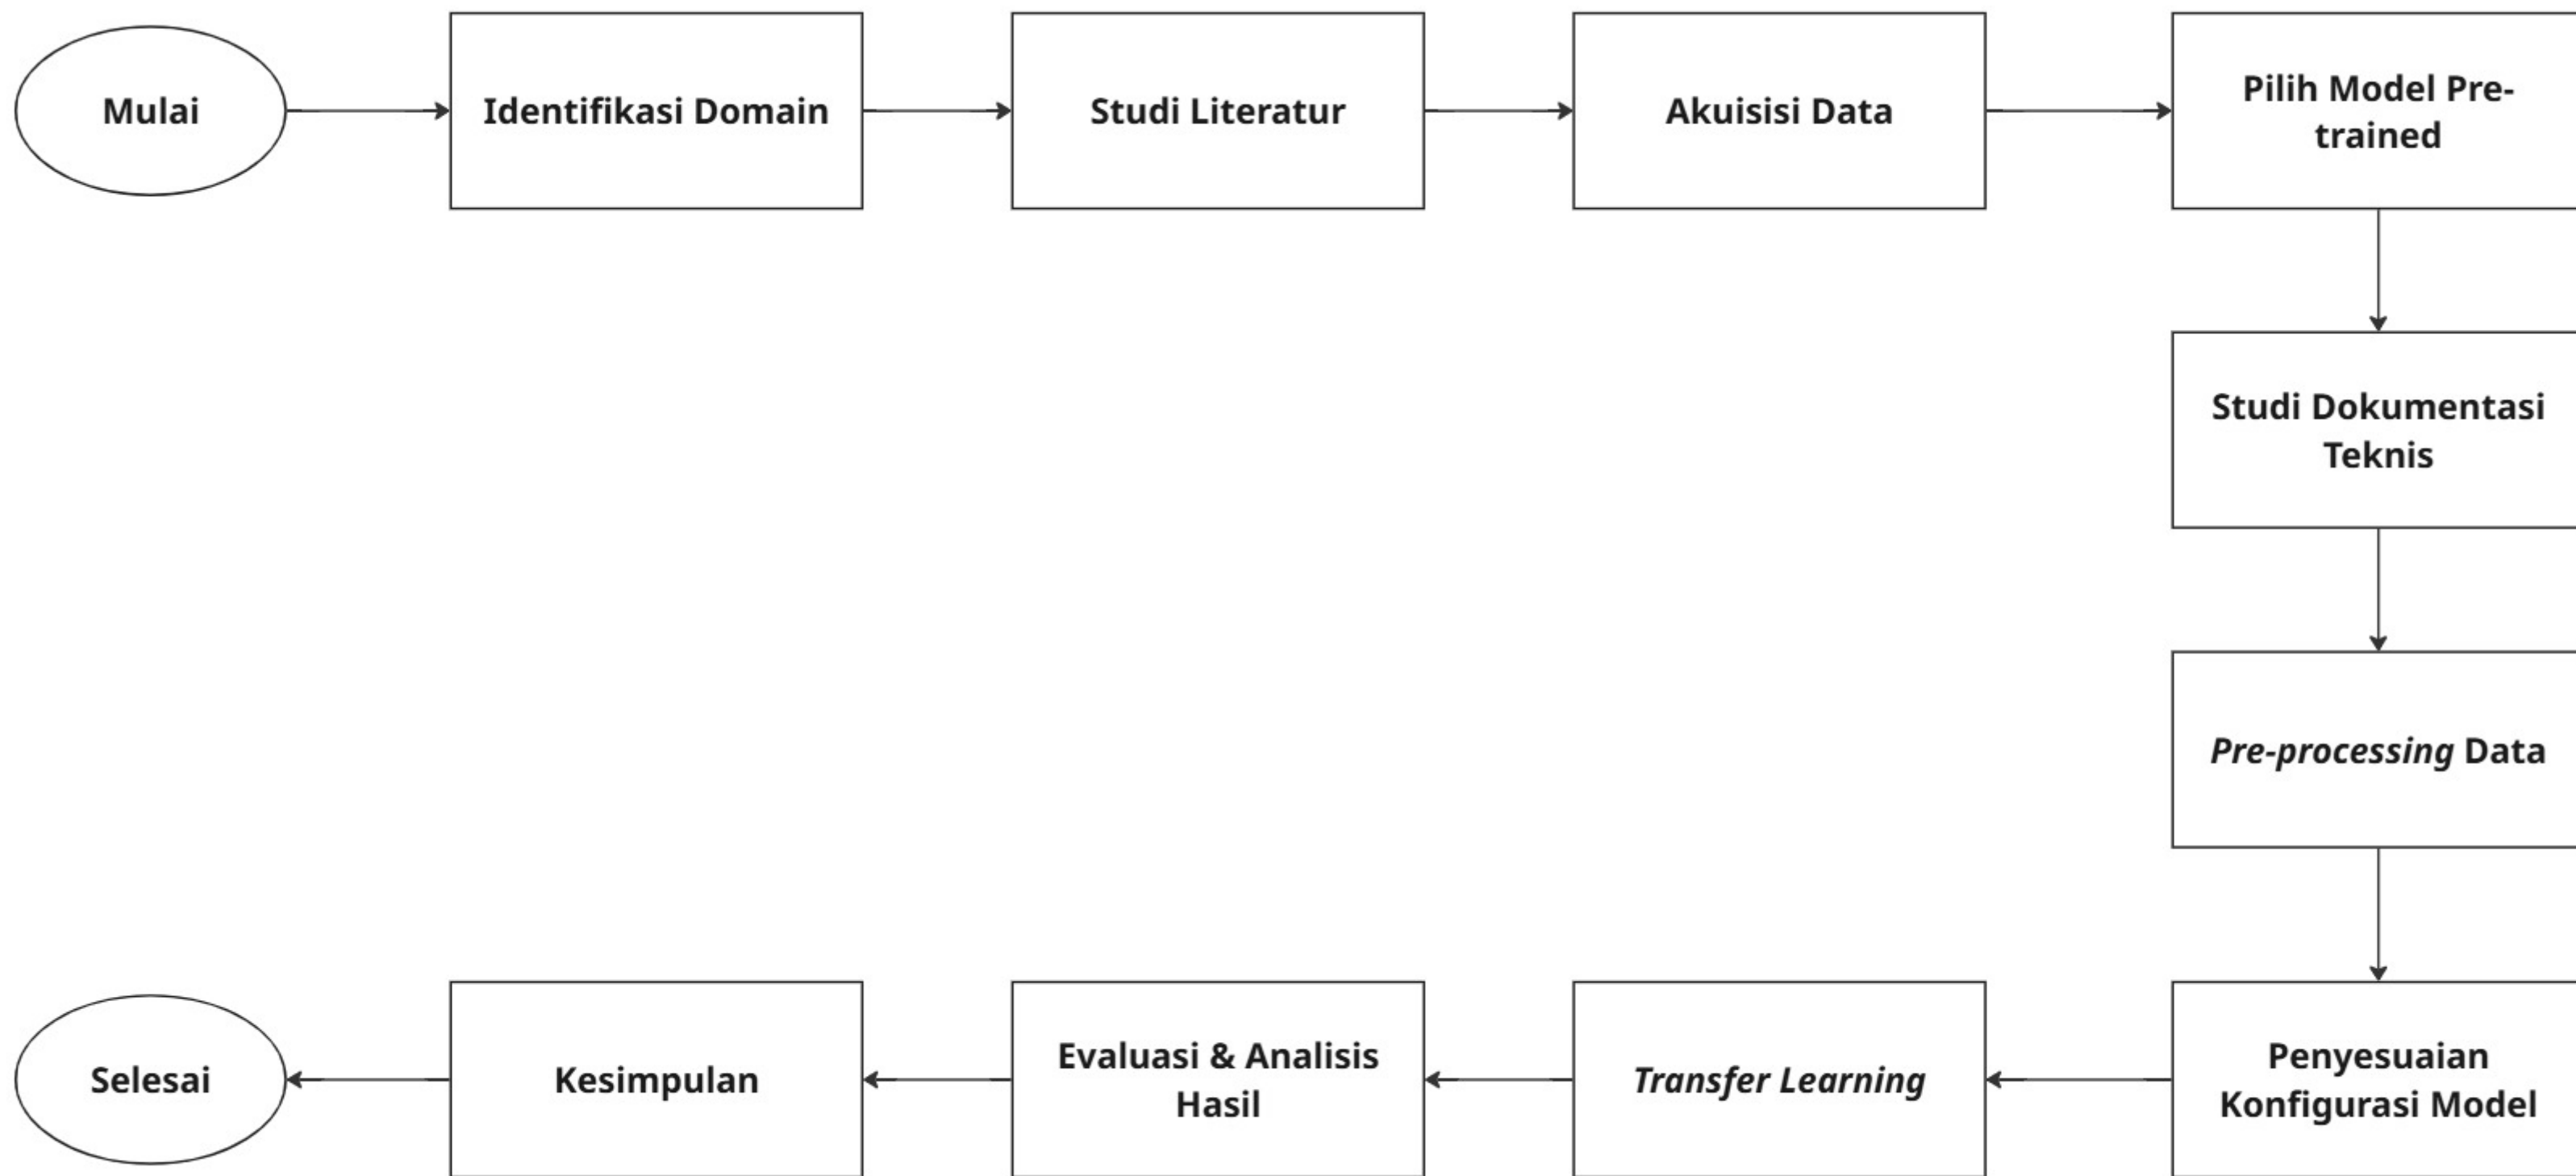 Mulai
Identifikasi Domain
Studi Literatur
Akuisisi Data
Pilih Model Pre-
trained
Studi Dokumentasi
Teknis
Pre-processing Data
Penyesuaian
Konfigurasi Model
Transfer Learning
Evaluasi & Analisis
Hasil
Kesimpulan
Selesai